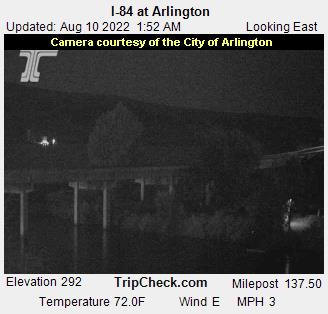 I-84 at Arlington
Updated: Aug 10 2022 1:52 AM Looking East
Camera courtesy of the City of Arlington
Elevation 292 TripCheck.com Milepost 137.50
Temperature 72.0F Wind E MPH 3